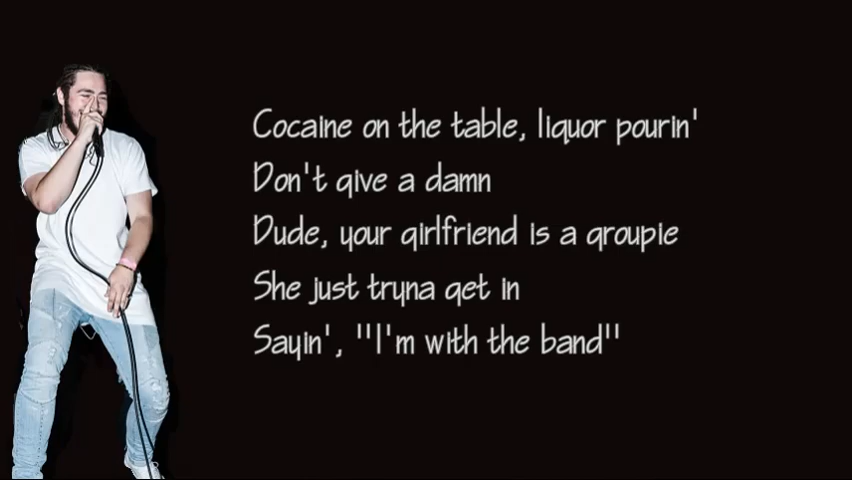 Cocaine on the table, liquor pourin'
Don't give a damn
Dude, your girlfriend is a groupie
She just tryna get in
Sayin', "I'm with the band"